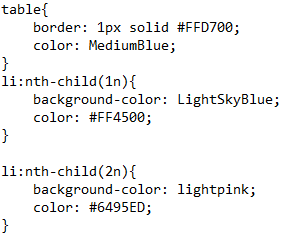 table{
    border: 1px solid #FFD700;
    color: MediumBlue;
}
li:nth-child(1n){
    background-color: LightSkyBlue;
    color: #FF4500;
}

li:nth-child(2n){
    background-color: lightpink;
    color: #6495ED;
}